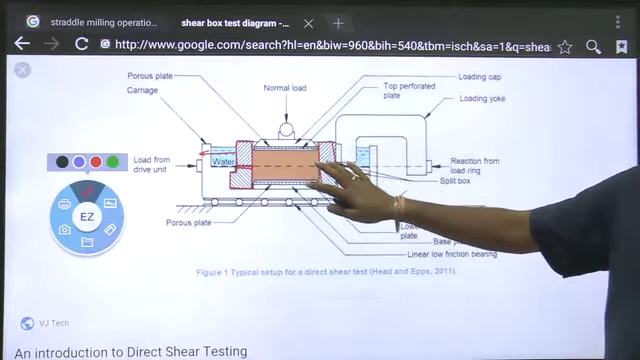 straddle milling operatio...
shear box test diagram -...
http://www.google.com/search?hl=en&biw=960&bih=540&tbm=isch&sa=1&q=shea
Porous plate
Carriage
Normal load
Loading cap
Top perforated
plate
Loading yoke
Load from
drive unit
Water
Reaction from
load ring
Split box
Porous plate
plate
Linear low friction bearing
Figure 1 Typical setup for a direct shear test (Head and Epps, 2011)
EZ
VJ Tech
An introduction to Direct Shear Testing